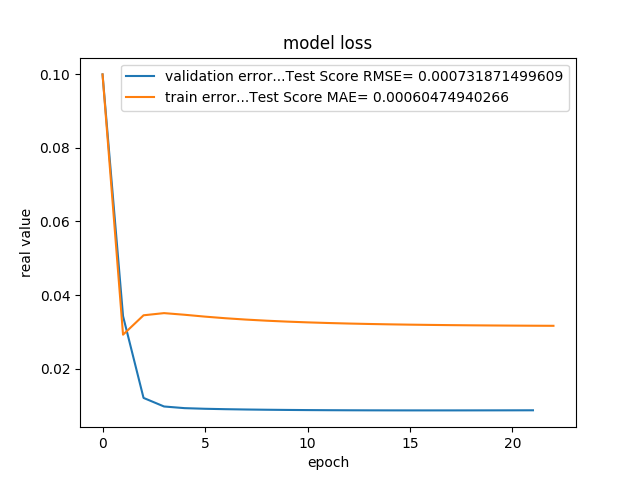 model loss
validation error...Test Score RMSE= 0.000731871499609
train error...Test Score MAE= 0.00060474940266
real value
0.10
0.08
0.06
0.04
0.02
0
5
10
15
20
epoch